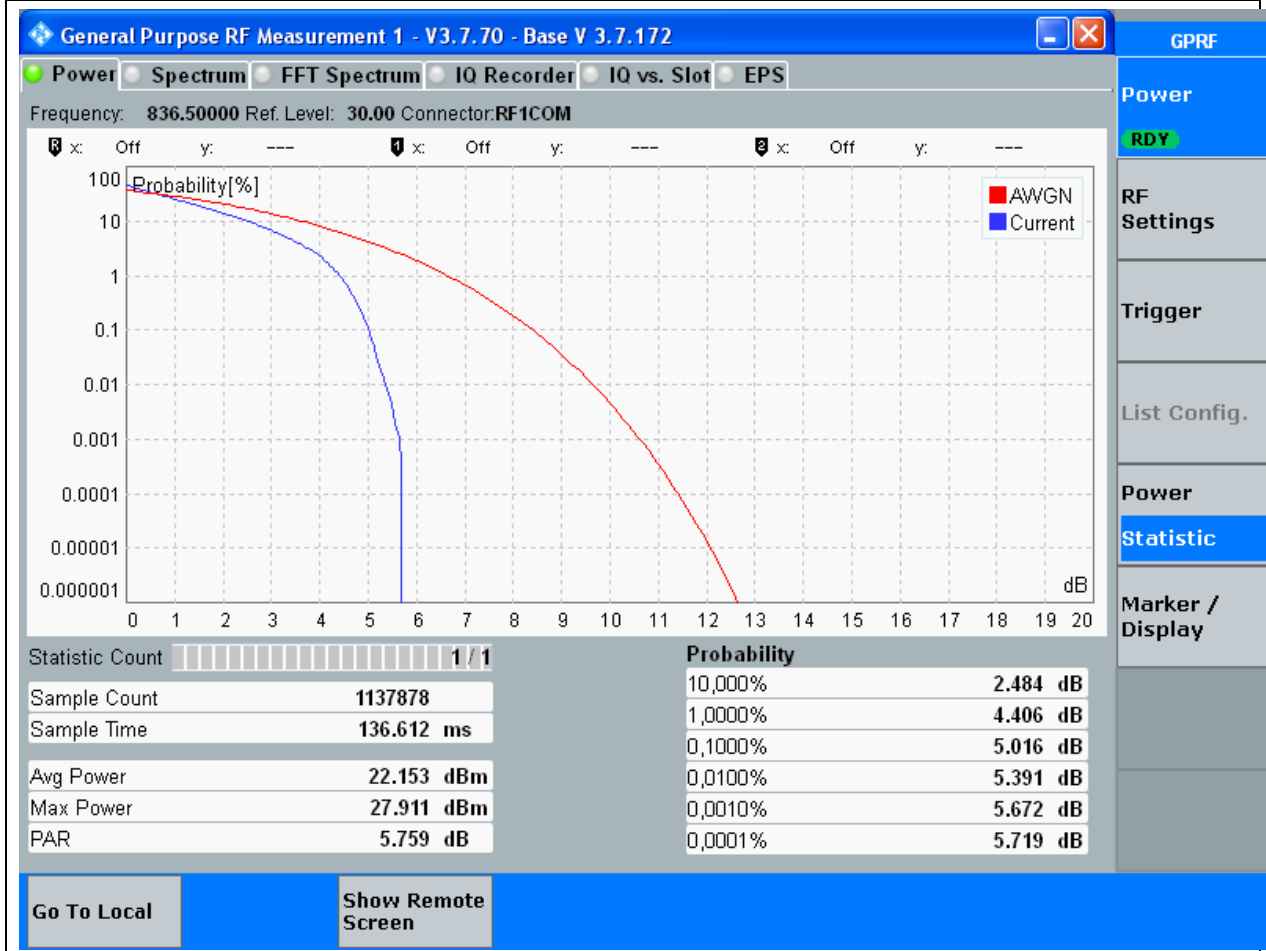 General Purpose RF Measurement 1 - V3.7.70 - Base V 3.7.172
GPRF
Power Spectrum FFT Spectrum IQ Recorder IQ vs. Slot EPS
Frequency: 836.50000 Ref. Level: 30.00 Connector:RF1COM
R x: Off y: --- 1 x: Off y: --- 2 x: Off y: ---
Probability[%]
AWGN
Current
100
10
1
0.1
0.01
0.001
0.0001
0.00001
0.000001
dB
0 1 2 3 4 5 6 7 8 9 10 11 12 13 14 15 16 17 18 19 20
Statistic Count 1 / 1
Sample Count 1137878
Sample Time 136.612 ms
Avg Power 22.153 dBm
Max Power 27.911 dBm
PAR 5.759 dB
Probability
10,000% 2.484 dB
1,0000% 4.406 dB
0,1000% 5.016 dB
0,0100% 5.391 dB
0,0010% 5.672 dB
0,0001% 5.719 dB
Power
RDY
RF
Settings
Trigger
List Config.
Power
Statistic
Marker /
Display
Go To Local
Show Remote
Screen